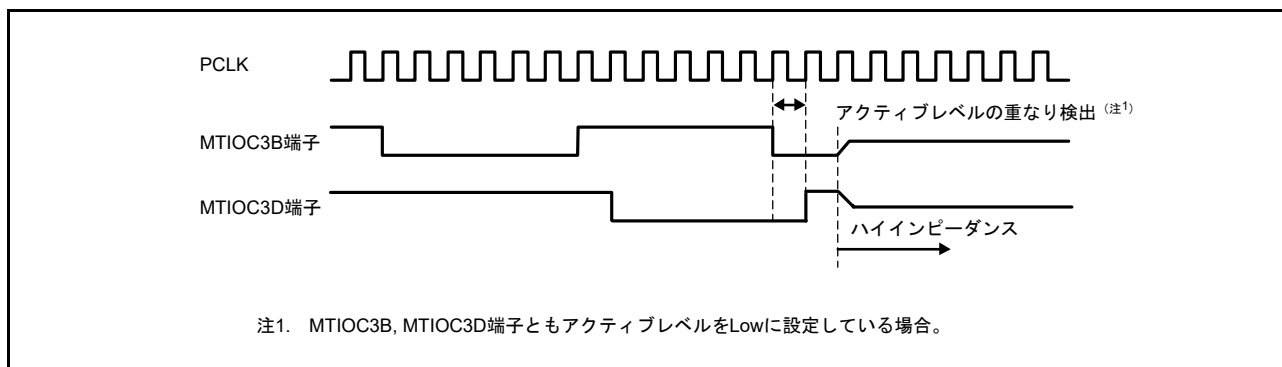 PCLK
アクティブレベルの重なり検出（注1）
MTIOC3B端子
MTIOC3D端子
ハイインピーダンス
注1. MTIOC3B, MTIOC3D端子ともアクティブレベルをLowに設定している場合。